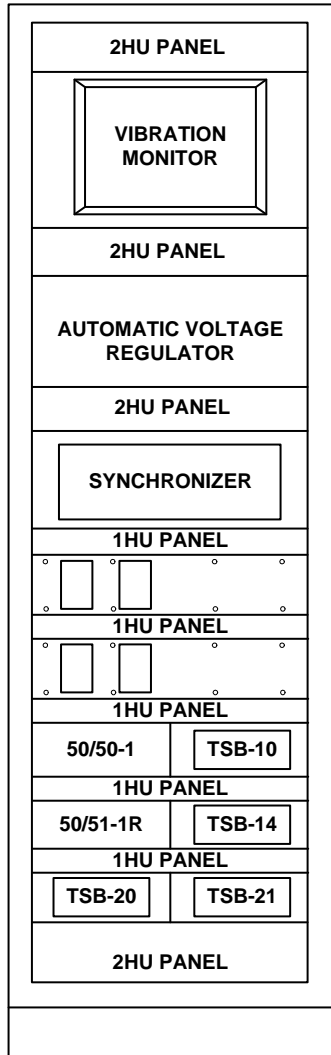 2HU PANEL
VIBRATION
MONITOR
2HU PANEL
AUTOMATIC VOLTAGE
REGULATOR
2HU PANEL
SYNCHRONIZER
1HU PANEL
1HU PANEL
1HU PANEL
50/50-1 TSB-10
1HU PANEL
50/51-1R TSB-14
1HU PANEL
TSB-20 TSB-21
2HU PANEL